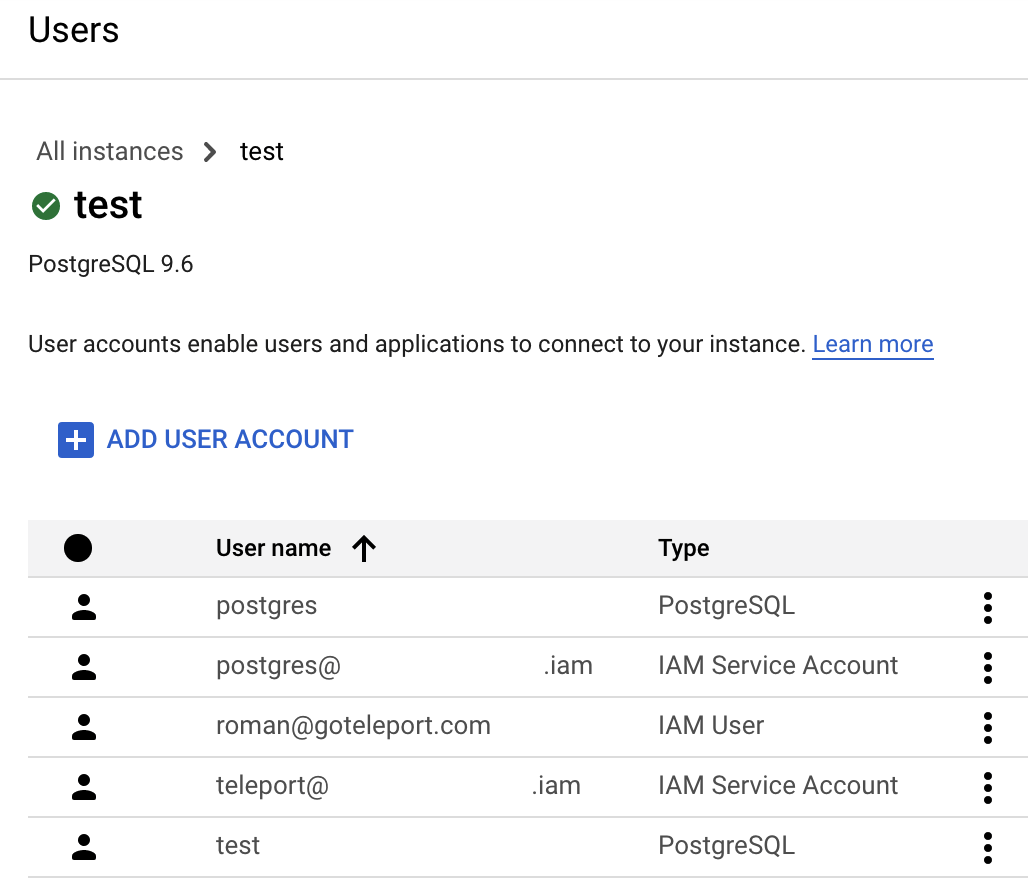 Users
All instances test
test
PostgreSQL 9.6
User accounts enable users and applications to connect to your instance. Learn more
ADD USER ACCOUNT
User name Type
postgres PostgreSQL
postgres@ .iam IAM Service Account
roman@goteleport.com IAM User
teleport@ .iam IAM Service Account
test PostgreSQL